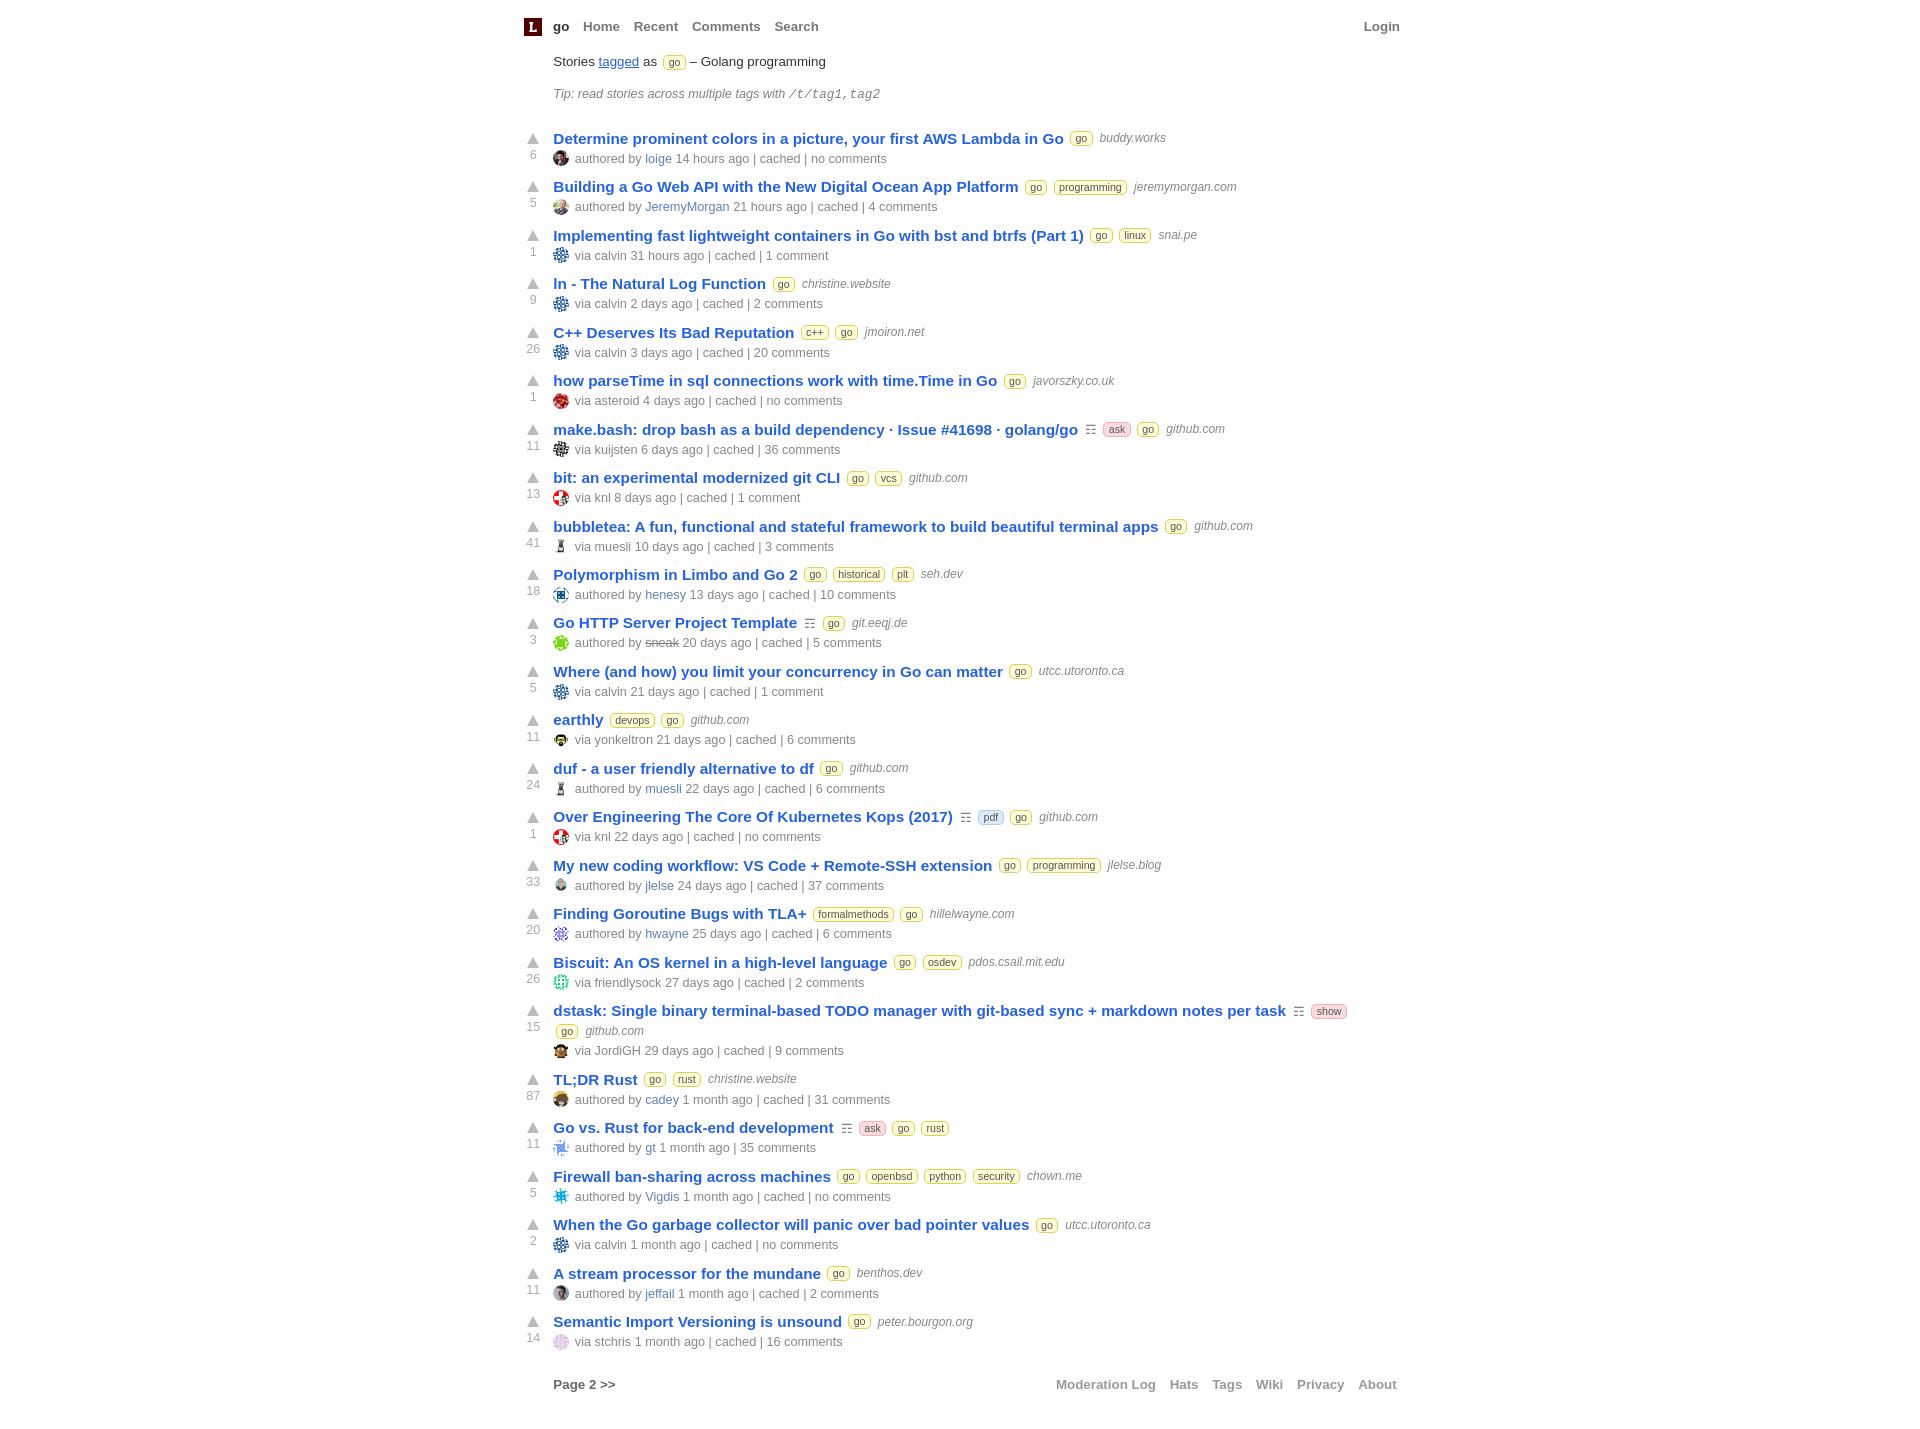 L go Home Recent Comments Search Login
Stories tagged as go – Golang programming
Tip: read stories across multiple tags with /t/tag1,tag2
Determine prominent colors in a picture, your first AWS Lambda in Go go buddy.works
6 authored by loige 14 hours ago | cached | no comments
Building a Go Web API with the New Digital Ocean App Platform go programming jeremymorgan.com
5 authored by JeremyMorgan 21 hours ago | cached | 4 comments
Implementing fast lightweight containers in Go with bst and btrfs (Part 1) go linux snai.pe
1 via calvin 31 hours ago | cached | 1 comment
ln - The Natural Log Function go christine.website
9 via calvin 2 days ago | cached | 2 comments
C++ Deserves Its Bad Reputation c++ go jmoiron.net
26 via calvin 3 days ago | cached | 20 comments
how parseTime in sql connections work with time.Time in Go go javorszky.co.uk
1 via asteroid 4 days ago | cached | no comments
make.bash: drop bash as a build dependency · Issue #41698 · golang/go ☶ ask go github.com
11 via kuijsten 6 days ago | cached | 36 comments
bit: an experimental modernized git CLI go vcs github.com
13 via knl 8 days ago | cached | 1 comment
bubbletea: A fun, functional and stateful framework to build beautiful terminal apps go github.com
41 via muesli 10 days ago | cached | 3 comments
Polymorphism in Limbo and Go 2 go historical plt seh.dev
18 authored by henesy 13 days ago | cached | 10 comments
Go HTTP Server Project Template ☶ go git.eeqj.de
3 authored by sneak 20 days ago | cached | 5 comments
Where (and how) you limit your concurrency in Go can matter go utcc.utoronto.ca
5 via calvin 21 days ago | cached | 1 comment
earthly devops go github.com
11 via yonkeltron 21 days ago | cached | 6 comments
duf - a user friendly alternative to df go github.com
24 authored by muesli 22 days ago | cached | 6 comments
Over Engineering The Core Of Kubernetes Kops (2017) ☶ pdf go github.com
1 via knl 22 days ago | cached | no comments
My new coding workflow: VS Code + Remote-SSH extension go programming jlelse.blog
33 authored by jlelse 24 days ago | cached | 37 comments
Finding Goroutine Bugs with TLA+ formalmethods go hillelwayne.com
20 authored by hwayne 25 days ago | cached | 6 comments
Biscuit: An OS kernel in a high-level language go osdev pdos.csail.mit.edu
26 via friendlysock 27 days ago | cached | 2 comments
dstask: Single binary terminal-based TODO manager with git-based sync + markdown notes per task ☶ show
15 go github.com
via JordiGH 29 days ago | cached | 9 comments
TL;DR Rust go rust christine.website
87 authored by cadey 1 month ago | cached | 31 comments
Go vs. Rust for back-end development ☶ ask go rust
11 authored by gt 1 month ago | 35 comments
Firewall ban-sharing across machines go openbsd python security chown.me
5 authored by Vigdis 1 month ago | cached | no comments
When the Go garbage collector will panic over bad pointer values go utcc.utoronto.ca
2 via calvin 1 month ago | cached | no comments
A stream processor for the mundane go benthos.dev
11 authored by jeffail 1 month ago | cached | 2 comments
Semantic Import Versioning is unsound go peter.bourgon.org
14 via stchris 1 month ago | cached | 16 comments
Page 2 >> Moderation Log Hats Tags Wiki Privacy About